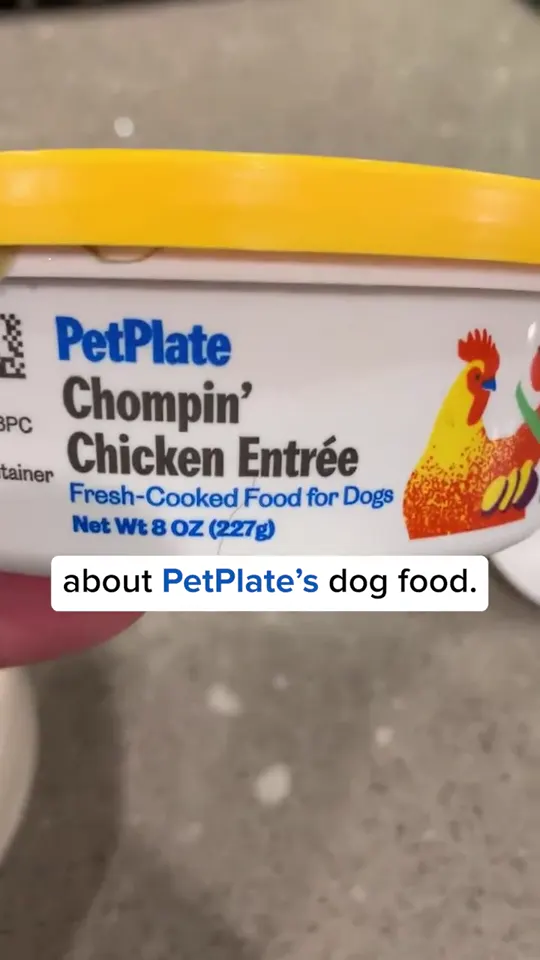 PetPlate
Chompin’
Chicken Entrée
Fresh-Cooked Food for Dogs
Net Wt 8 OZ (227g)
about PetPlate’s dog food.